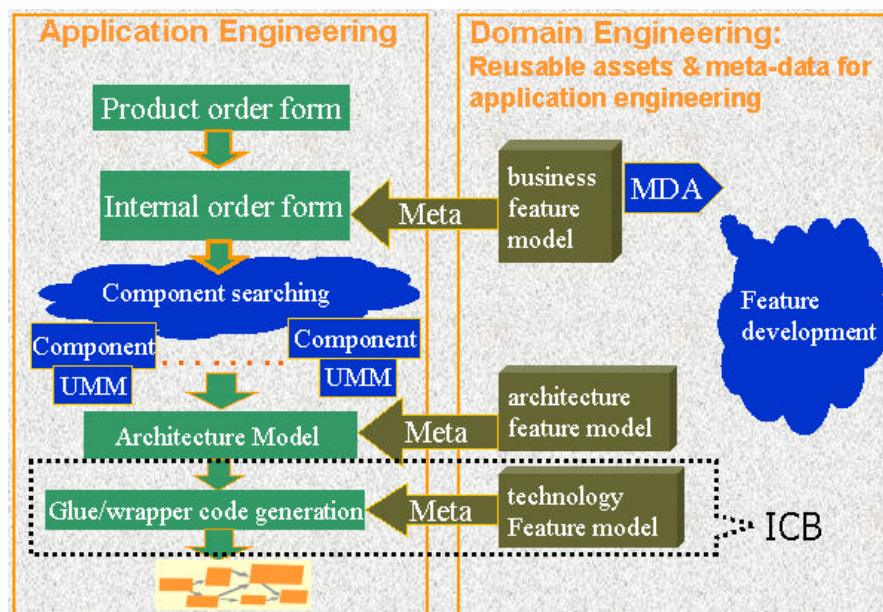 Application Engineering
Product order form
Internal order form
Component searching
Component
UMM
Component
UMM
Architecture Model
Glue/wrapper code generation
Domain Engineering:
Reusable assets & meta-data for
application engineering
Meta
business
feature
model
MDA
Feature
development
Meta
architecture
feature model
Meta
technology
Feature model
ICB